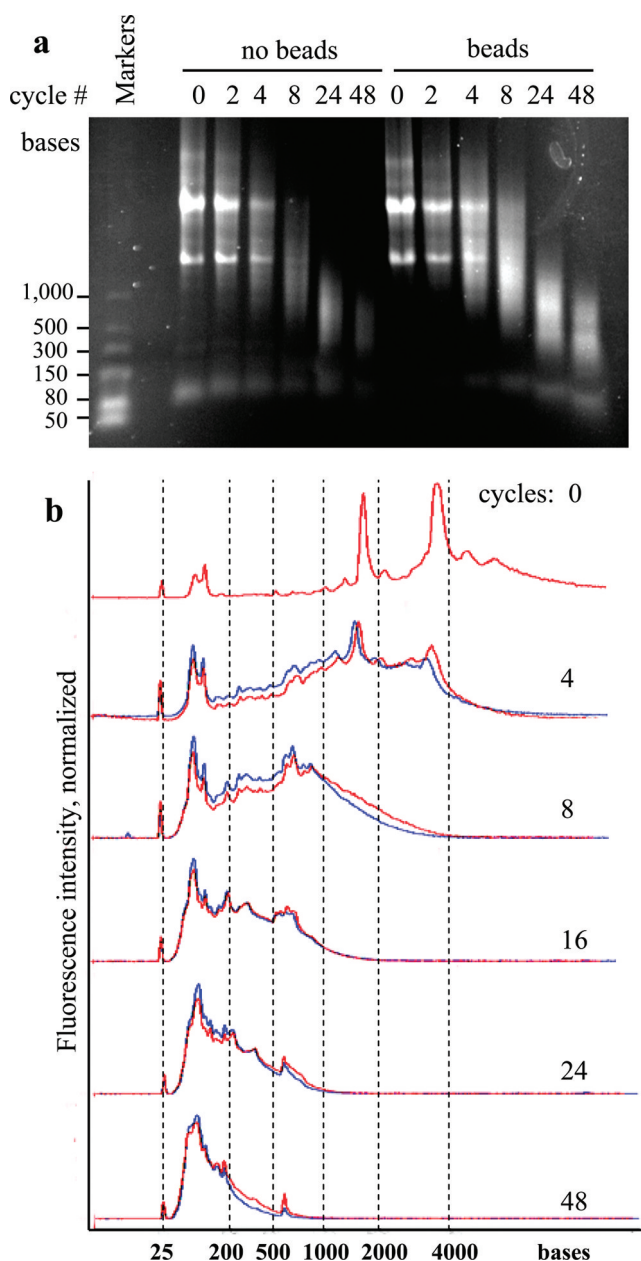 a
Markers
no beads
beads
cycle #
0 2 4 8 24 48 0 2 4 8 24 48
bases
1,000
500
300
150
80
50
b
cycles: 0
4
8
16
24
48
Fluorescence intensity, normalized
25 200 500 1000 2000 4000 bases